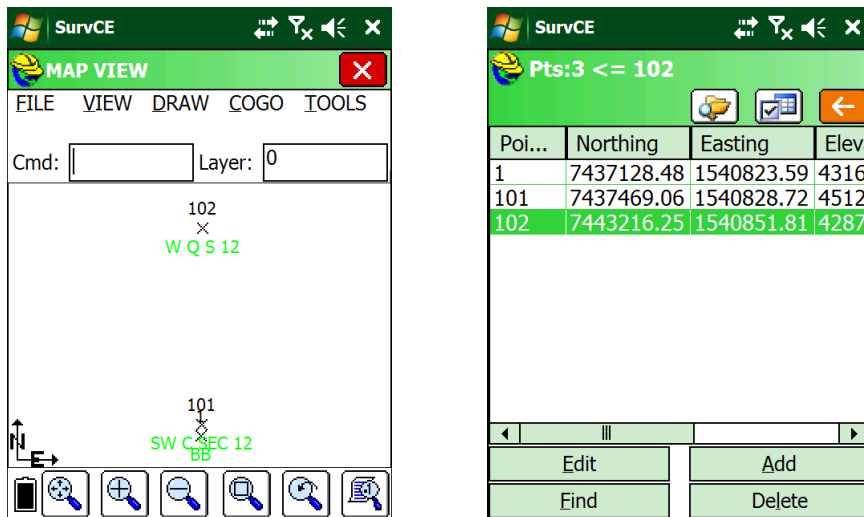 SurvCE
MAP VIEW
FILE VIEW DRAW COGO TOOLS
Cmd: Layer: 0
102
W Q S 12
101
1
SW C SEC 12
BB
N
E
SurvCE
Pts:3 <= 102
Poi... Northing Easting Elev
1 7437128.48 1540823.59 4316
101 7437469.06 1540828.72 4512
102 7443216.25 1540851.81 4287
Edit Add
Find Delete